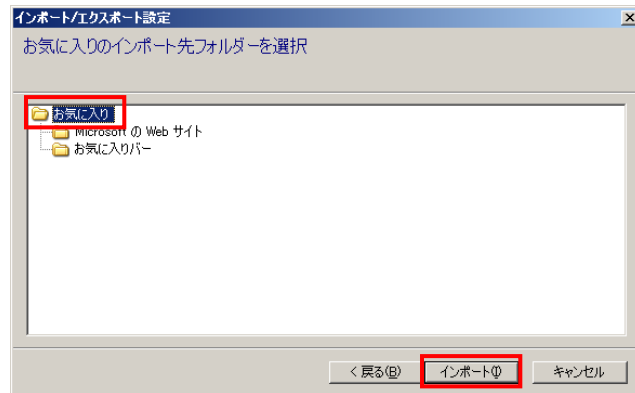 インポート/エクスポート設定
お気に入りのインポート先フォルダーを選択
お気に入り
Microsoft の Web サイト
お気に入りバー
< 戻る(B) インポート(I) キャンセル